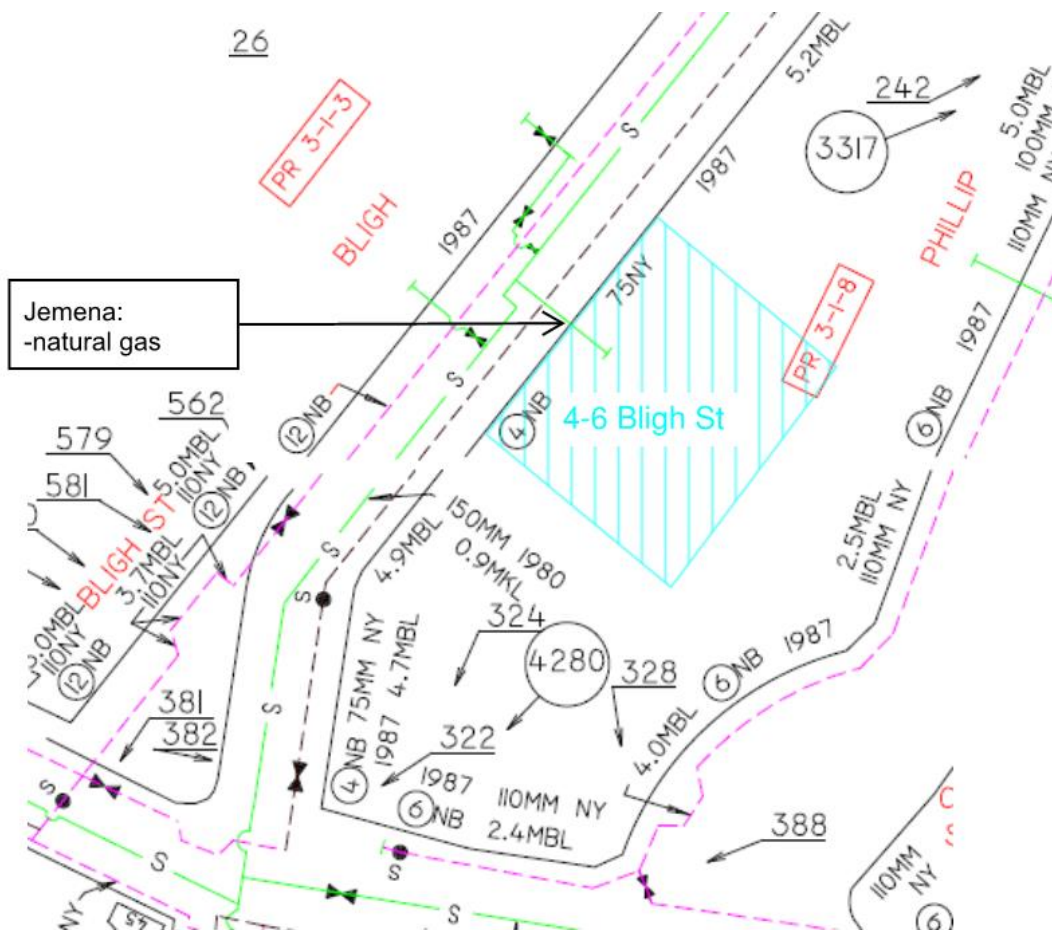 26
PR 3-1-3
BLIGH
1987
5.2MBL
1987
242
3317
5.0MBL
100MM
110MM
PHILLIP
Jemena:
-natural gas
75NY
PR 3-1-8
1987
4-6 Bligh St
4 NB
12 NB
6 NB
562
579
581
5.0MBL
110NY
12 NB
BLIGH ST
3.7MBL
110NY
110NY
12 NB
150MM 1980
0.9MKL
4.9MBL
2.5MBL
110MM NY
S
S
S
S
S
S
324
4280
328
6 NB 1987
4.0MBL
4 NB 75MM NY
1987 4.7MBL
381
382
322
1987 110MM NY
6 NB 2.4MBL
388
S
S
S
110MM
NY
6
NY
45